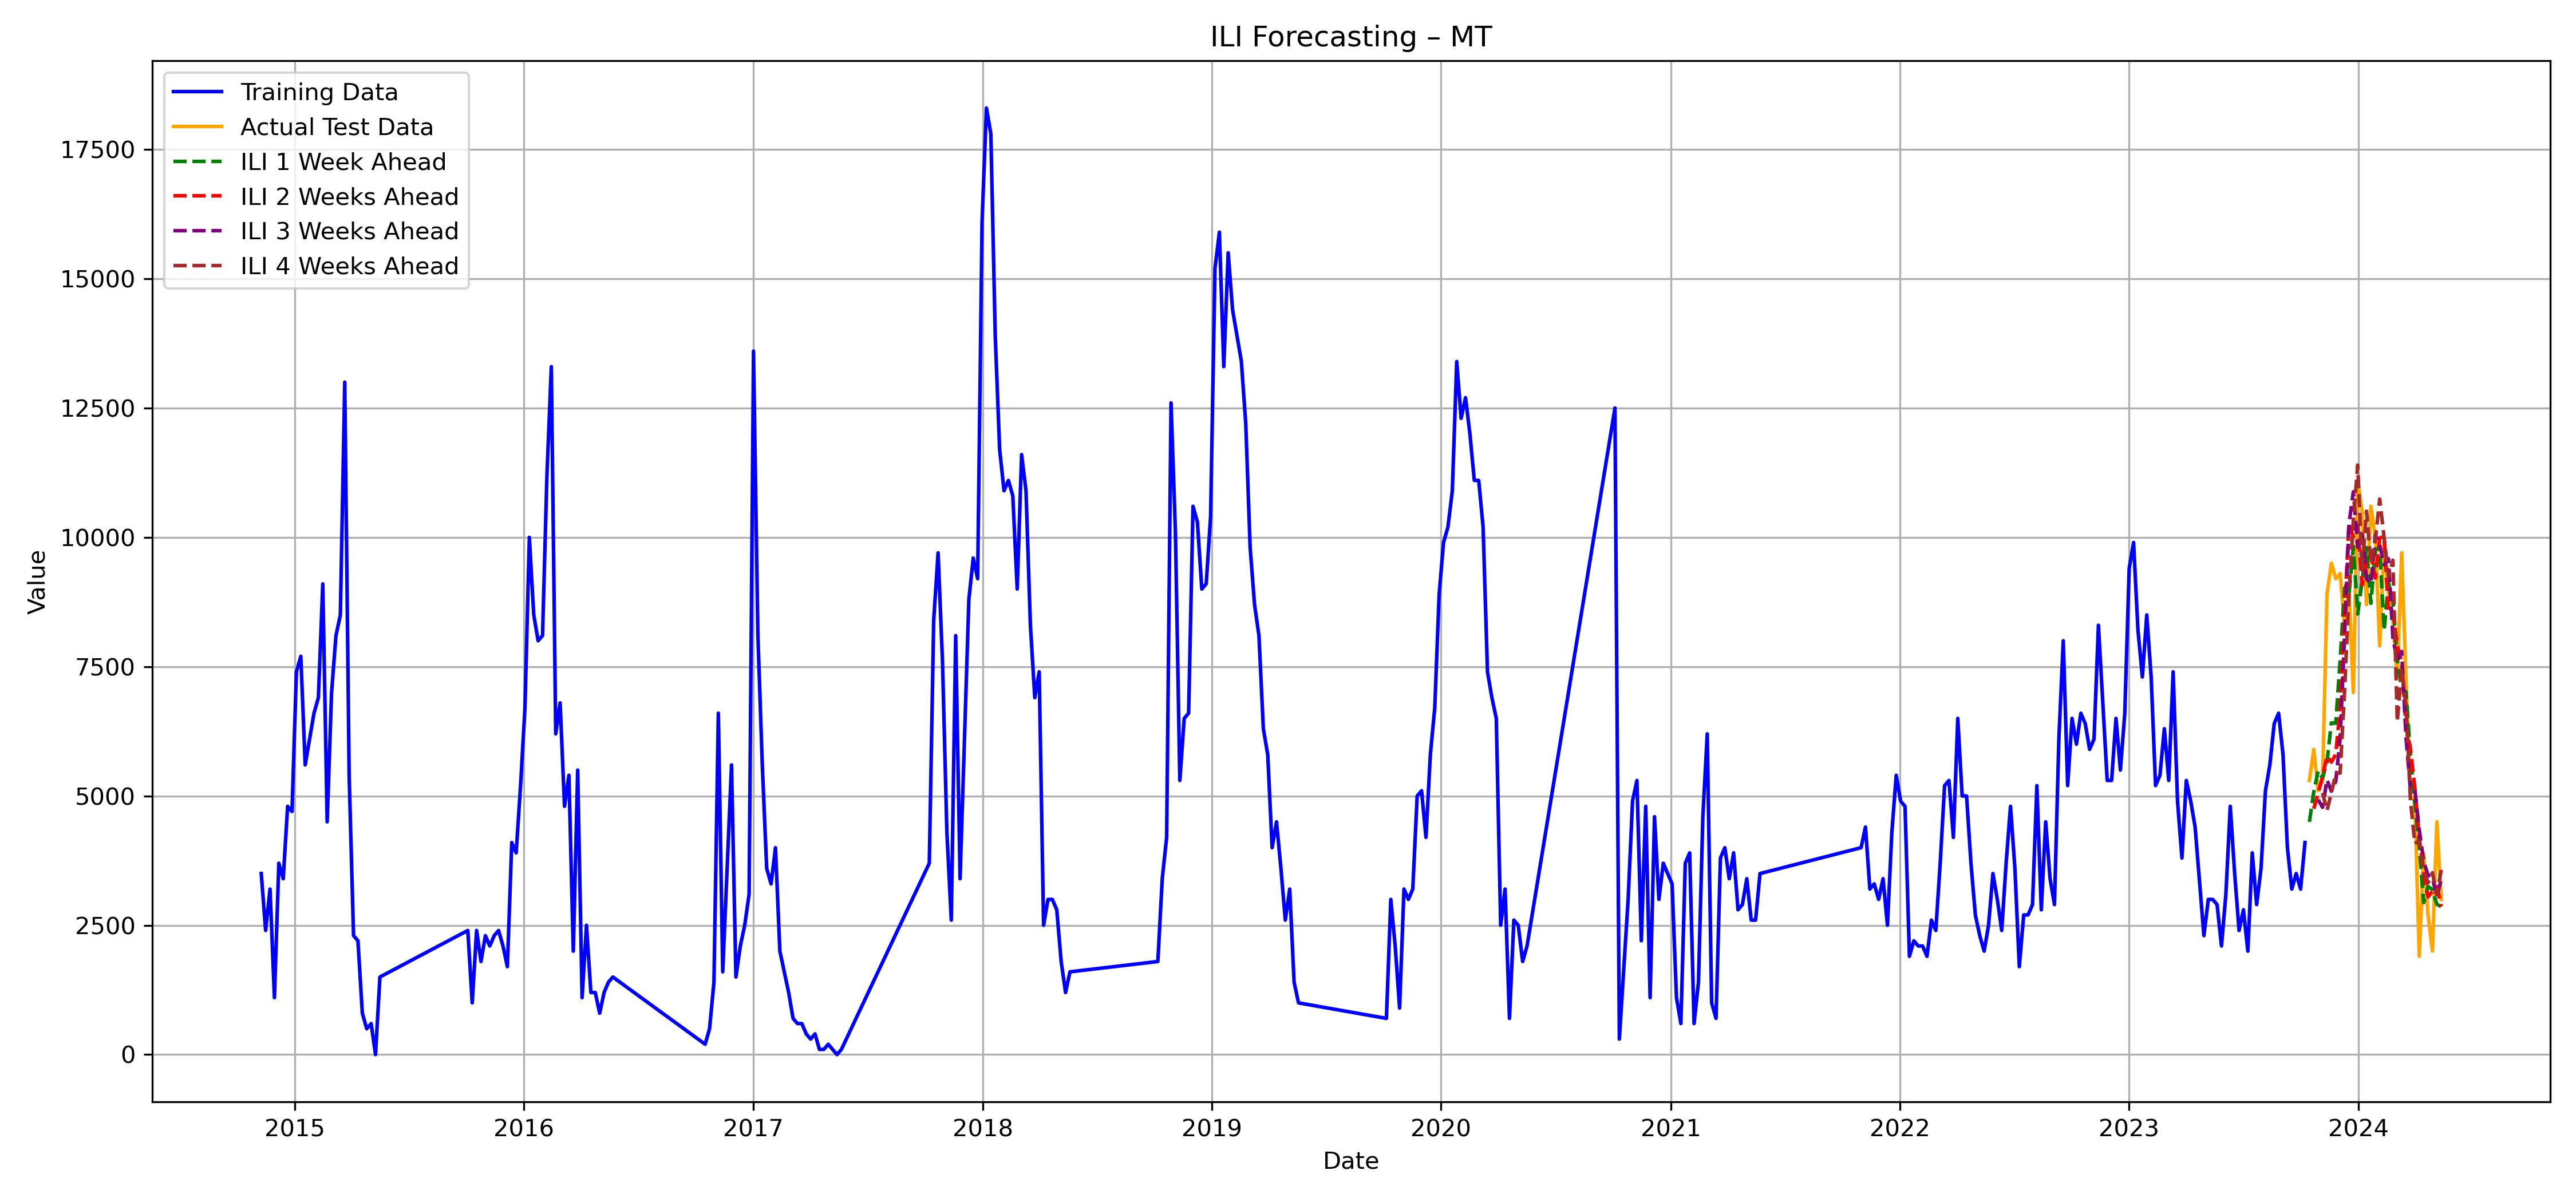 ILI Forecasting – MT
Training Data
Actual Test Data
ILI 1 Week Ahead
ILI 2 Weeks Ahead
ILI 3 Weeks Ahead
ILI 4 Weeks Ahead
17500
15000
12500
10000
7500
5000
2500
0
Value
2015 2016 2017 2018 2019 2020 2021 2022 2023 2024
Date